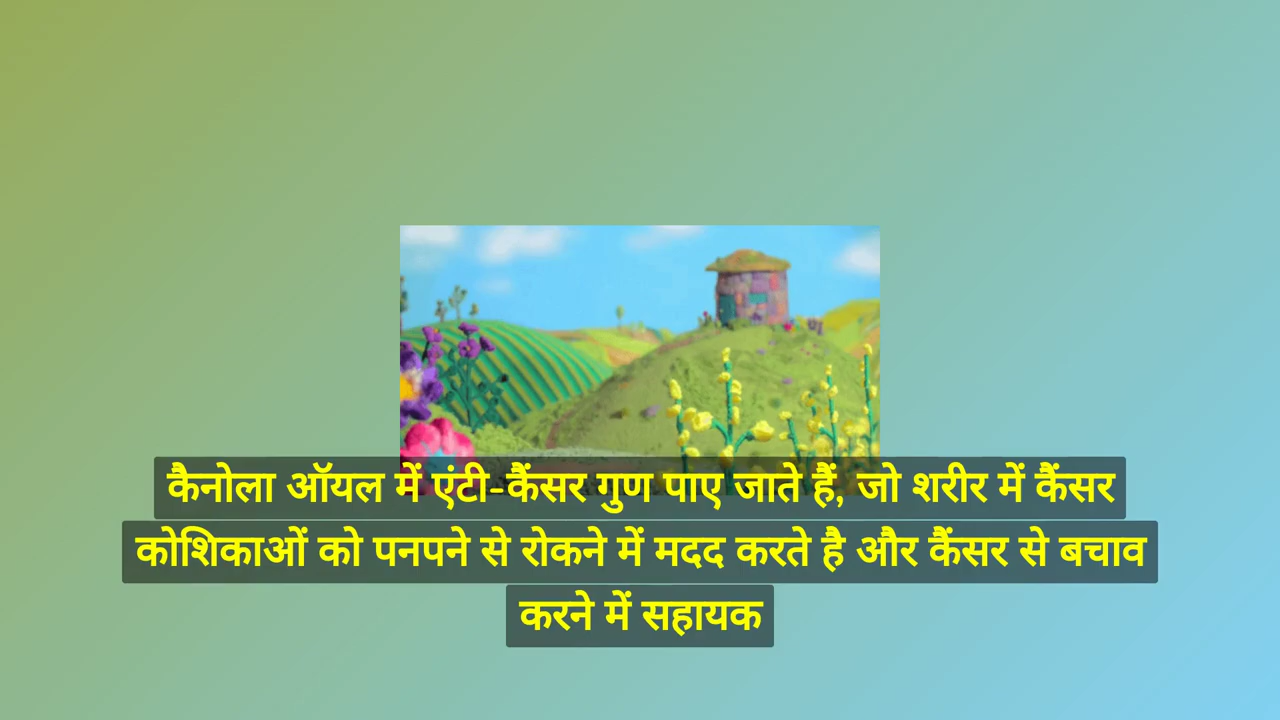 कैनोला ऑयल में एंटी-कैंसर गुण पाए जाते हैं, जो शरीर में कैंसर
कोशिकाओं को पनपने से रोकने में मदद करते है और कैंसर से बचाव
करने में सहायक